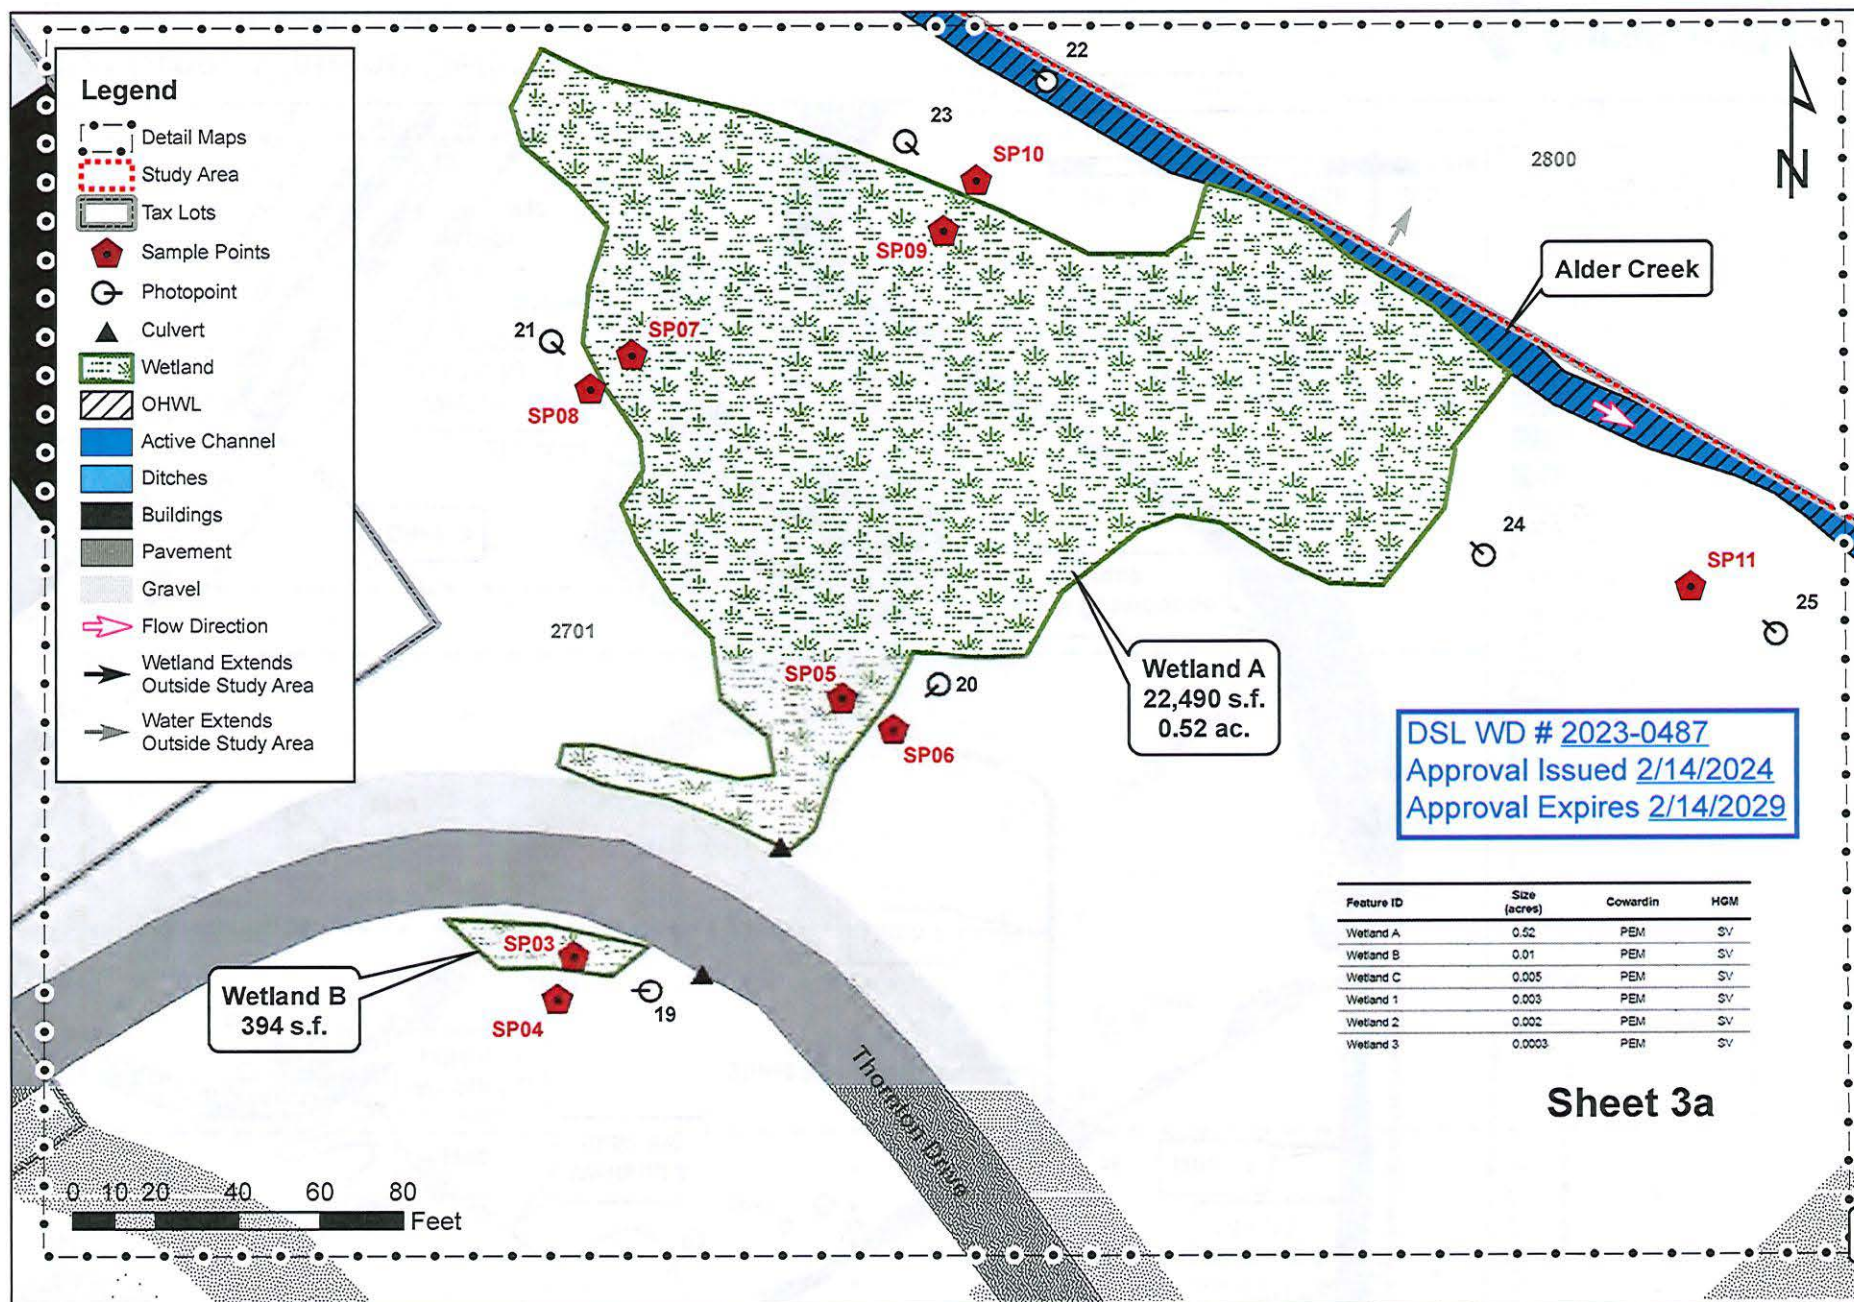 Legend
Detail Maps
Study Area
Tax Lots
Sample Points
Photopoint
Culvert
Wetland
OHWL
Active Channel
Ditches
Buildings
Pavement
Gravel
Flow Direction
Wetland Extends
Outside Study Area
Water Extends
Outside Study Area
22
23
SP10
2800
N
SP09
Alder Creek
21
SP07
SP08
24
SP11
25
2701
SP05
20
SP06
Wetland A
22,490 s.f.
0.52 ac.
DSL WD # 2023-0487
Approval Issued 2/14/2024
Approval Expires 2/14/2029
Feature ID Size (acres) Cowardin HGM
Wetland A 0.52 PEM SV
Wetland B 0.01 PEM SV
Wetland C 0.005 PEM SV
Wetland 1 0.003 PEM SV
Wetland 2 0.002 PEM SV
Wetland 3 0.0003 PEM SV
SP03
Wetland B
394 s.f.
SP04
19
Thornton Drive
Sheet 3a
0 10 20 40 60 80
Feet